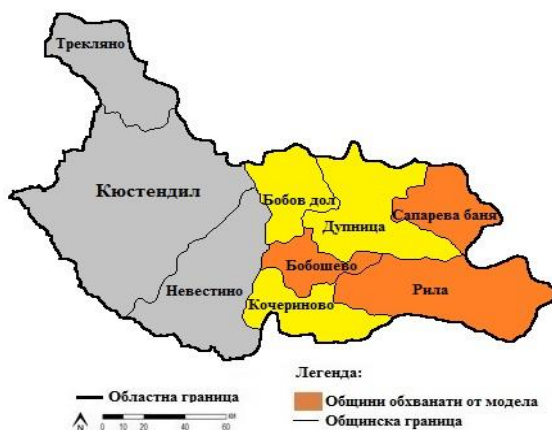 Трекляно
Кюстендил
Бобов дол
Сапарева баня
Дупница
Бобошево
Невестино
Рила
Кочериново
Легенда:
Областна граница
Общини обхванати от модела
Общинска граница
N
0 10 20 40 60 км